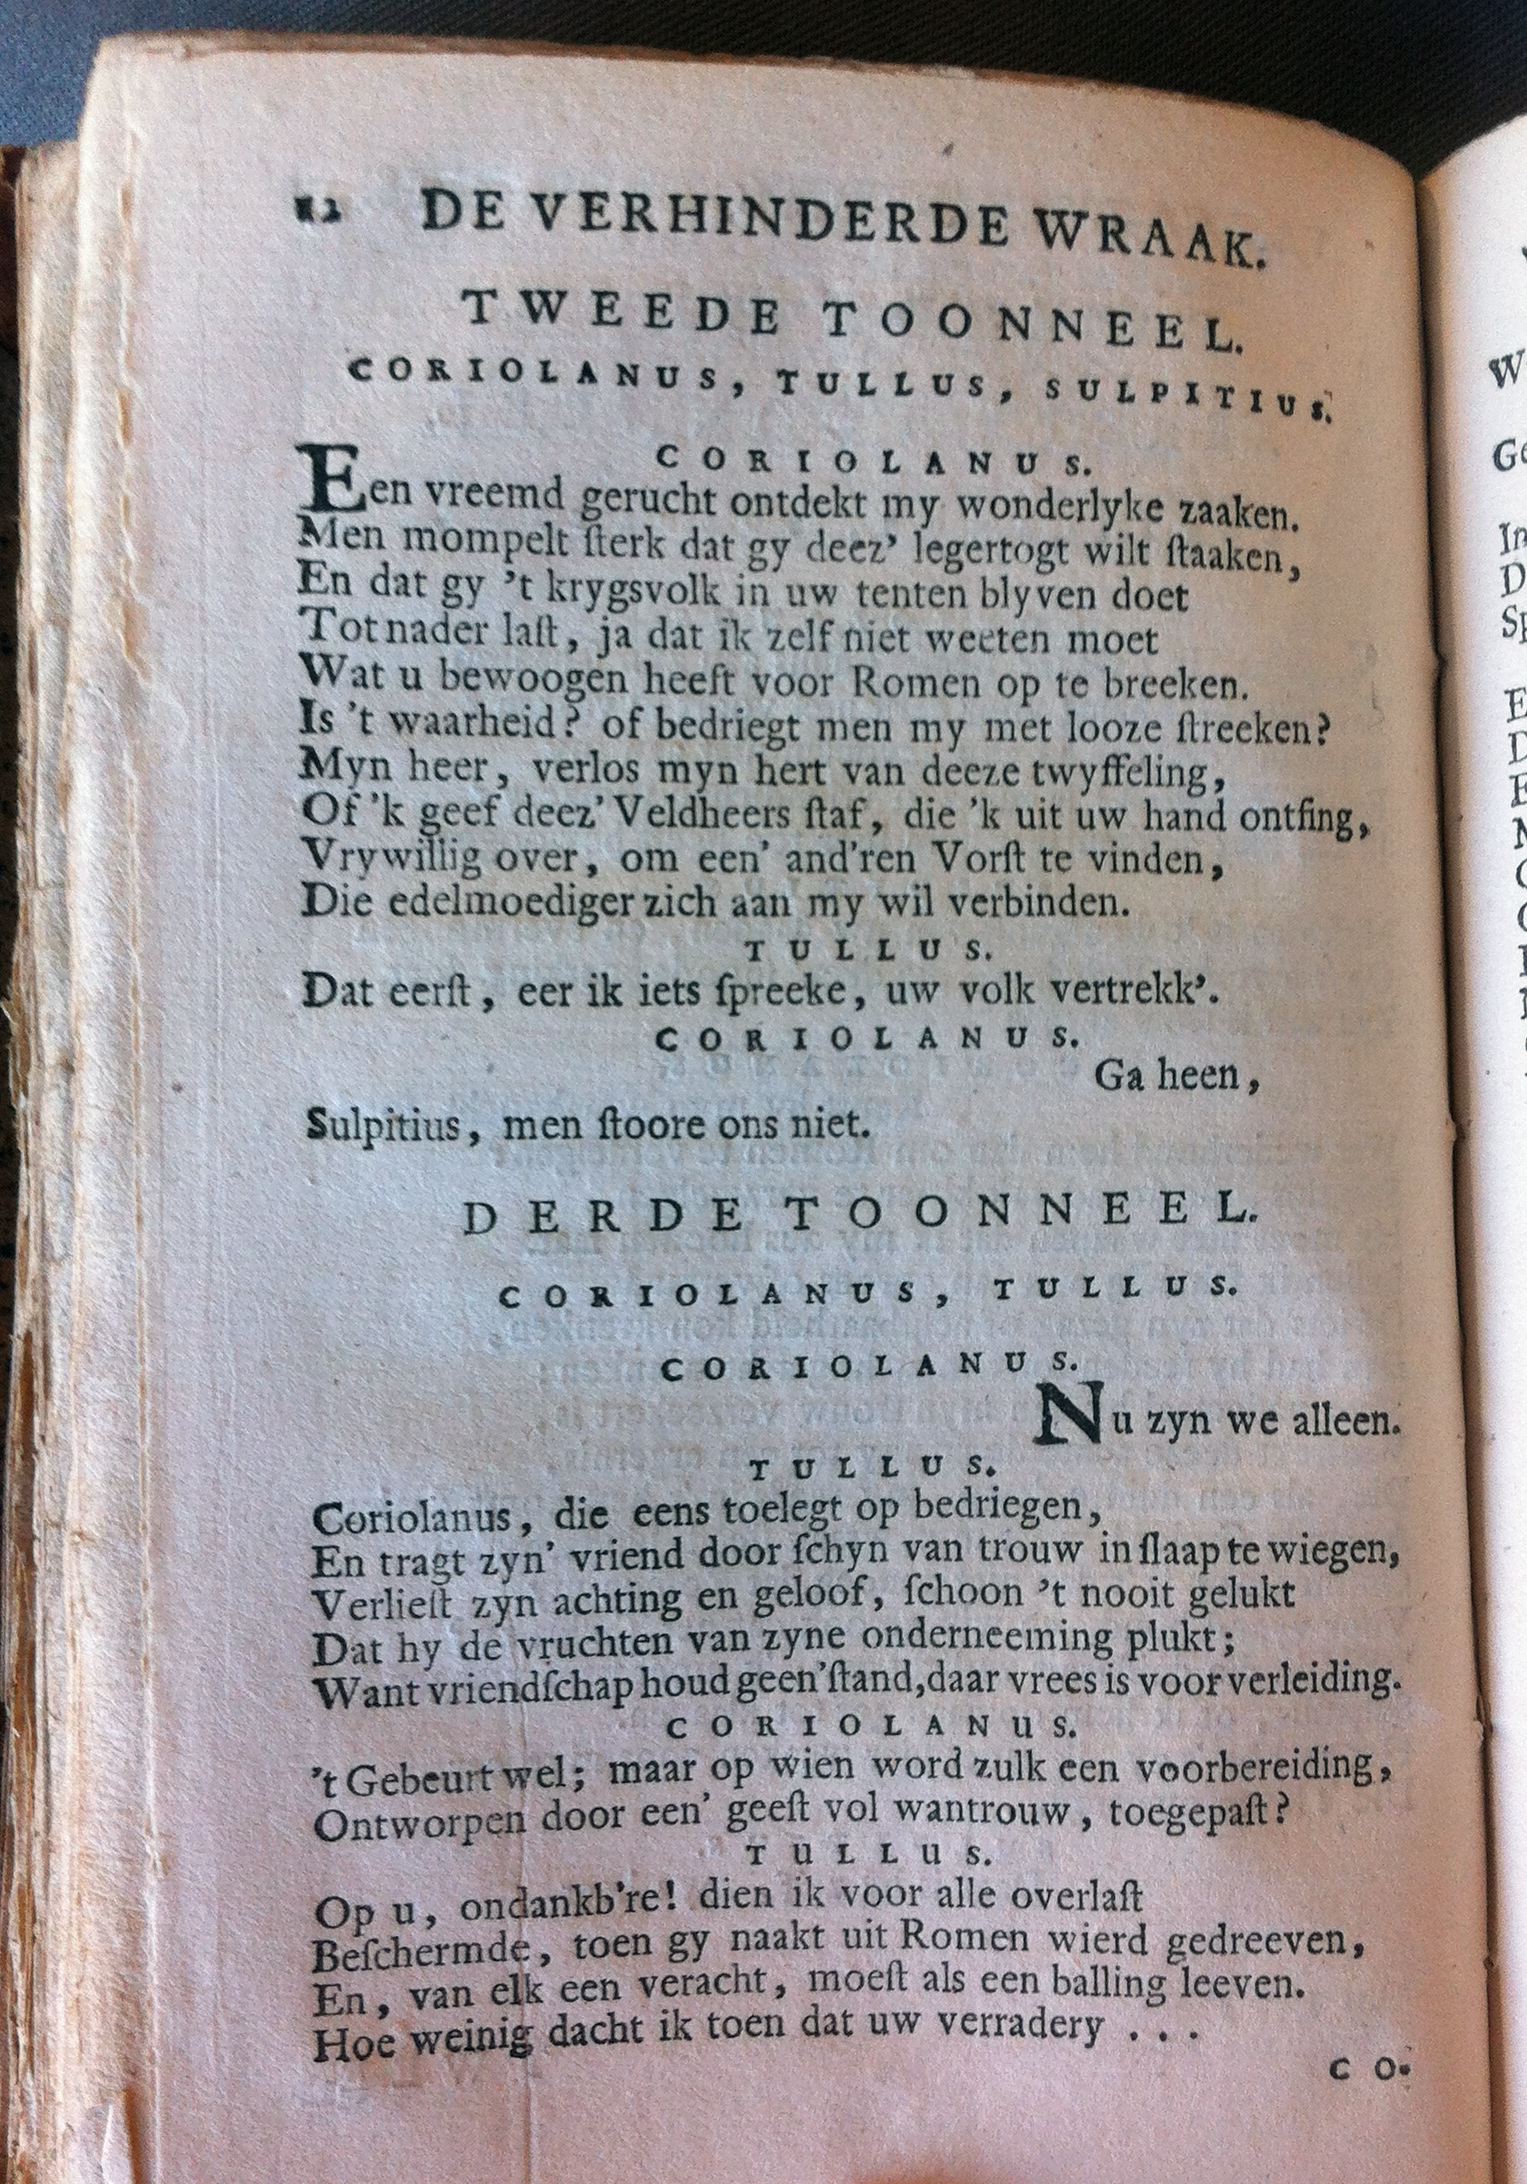 12 DE VERHINDERDE WRAAK.
TWEEDE TOONNEEL.
CORIOLANUS, TULLUS, SULPITIUS.
CORIOLANUS.
Een vreemd gerucht ontdekt my wonderlyke zaaken.
Men mompelt ſterk dat gy deez' legertogt wilt ſtaaken,
En dat gy 't krygsvolk in uw tenten blyven doet
Tot nader laſt, ja dat ik zelf niet weeten moet
Wat u bewoogen heeft voor Romen op te breeken.
Is 't waarheid? of bedriegt men my met looze ſtreeken?
Myn heer, verlos myn hert van deeze twyffeling,
Of 'k geef deez' Veldheers ſtaf, die 'k uit uw hand ontfing,
Vrywillig over, om een' and'ren Vorſt te vinden,
Die edelmoediger zich aan my wil verbinden.
TULLUS.
Dat eerſt, eer ik iets ſpreeke, uw volk vertrekk'.
CORIOLANUS.
Ga heen,
Sulpitius, men ſtoore ons niet.
DERDE TOONNEEL.
CORIOLANUS, TULLUS.
CORIOLANUS.
Nu zyn we alleen.
TULLUS.
Coriolanus, die eens toelegt op bedriegen,
En tragt zyn' vriend door ſchyn van trouw in ſlaap te wiegen,
Verlieſt zyn achting en geloof, ſchoon 't nooit gelukt
Dat hy de vruchten van zyne onderneeming plukt;
Want vriendſchap houd geen' ſtand, daar vrees is voor verleiding.
CORIOLANUS.
't Gebeurt wel; maar op wien word zulk een voorbereiding,
Ontworpen door een' geeſt vol wantrouw, toegepaſt?
TULLUS.
Op u, ondankb're! dien ik voor alle overlaſt
Beſchermde, toen gy naakt uit Romen wierd gedreeven,
En, van elk een veracht, moeſt als een balling leeven.
Hoe weinig dacht ik toen dat uw verradery . . .
CO-